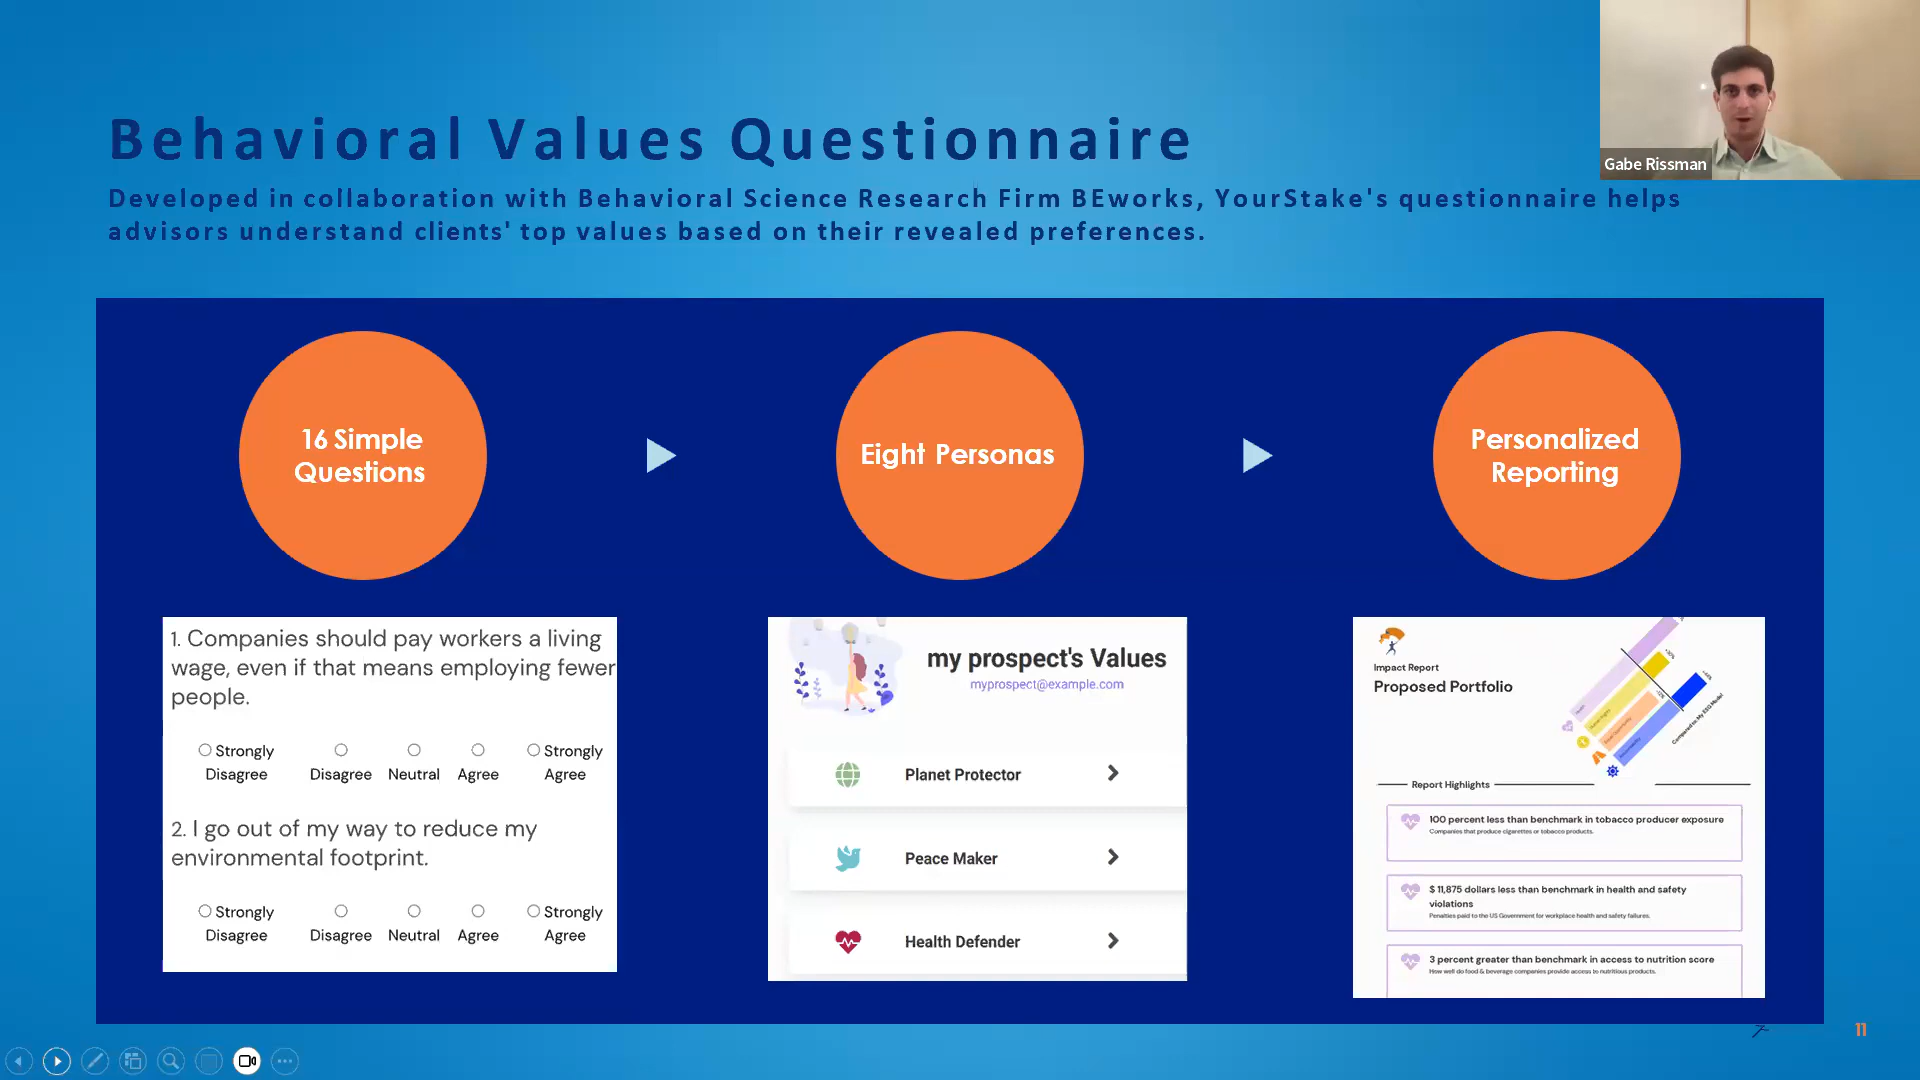 Behavioral Values Questionnaire
Developed in collaboration with Behavioral Science Research Firm BEworks, YourStake's questionnaire helps
advisors understand clients' top values based on their revealed preferences.
Gabe Rissman
16 Simple
Questions
Eight Personas
Personalized
Reporting
1. Companies should pay workers a living
wage, even if that means employing fewer
people.
Strongly Disagree
Disagree
Neutral
Agree
Strongly Agree
2. I go out of my way to reduce my
environmental footprint.
Strongly Disagree
Disagree
Neutral
Agree
Strongly Agree
my prospect's Values
myprospect@example.com
Planet Protector
Peace Maker
Health Defender
Impact Report
Proposed Portfolio
Health
Human Rights
Compared to My ESG Model
Report Highlights
100 percent less than benchmark in tobacco producer exposure
Companies that produce cigarettes or tobacco products.
$ 11,875 dollars less than benchmark in health and safety
violations
Penalties paid to the US Government for workplace health and safety failures.
3 percent greater than benchmark in access to nutrition score
How well do food & beverage companies provide access to nutritious products.
11